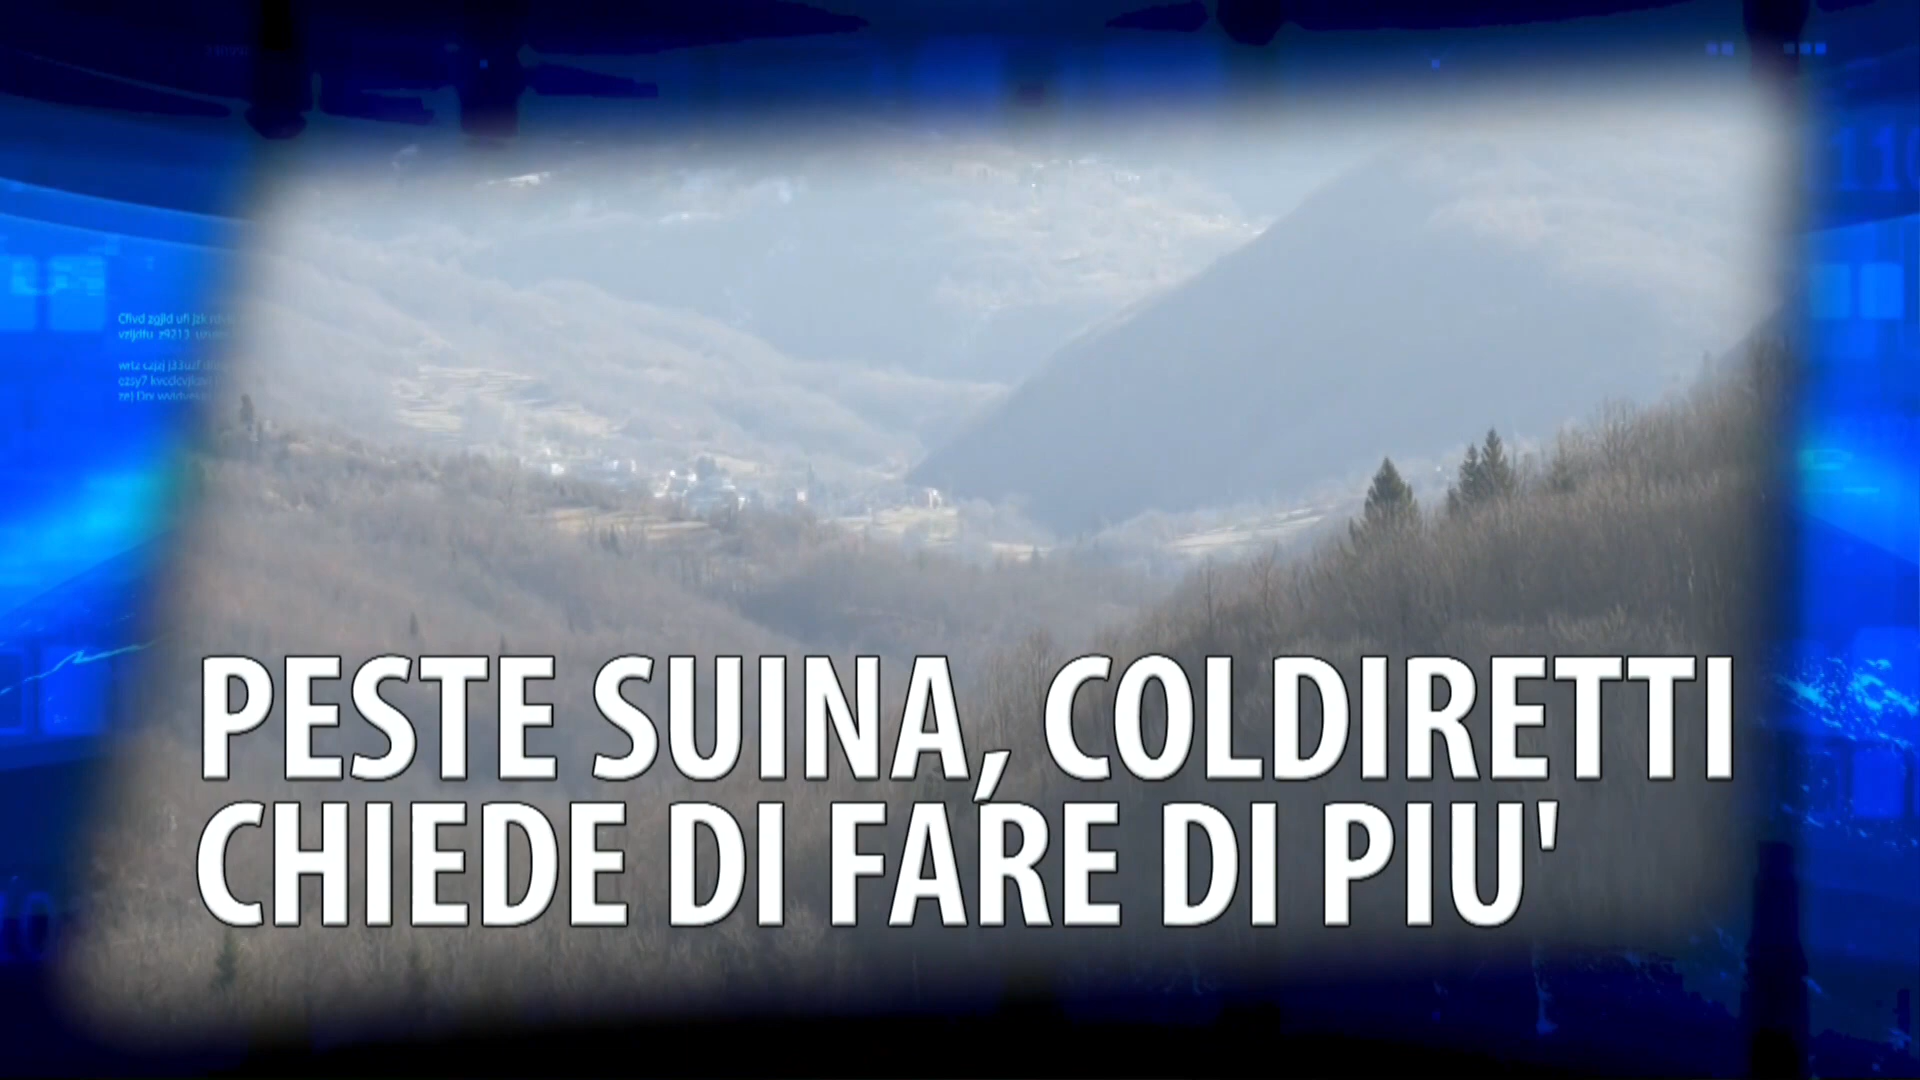 PESTE SUINA, COLDIRETTI
CHIEDE DI FARE DI PIU'